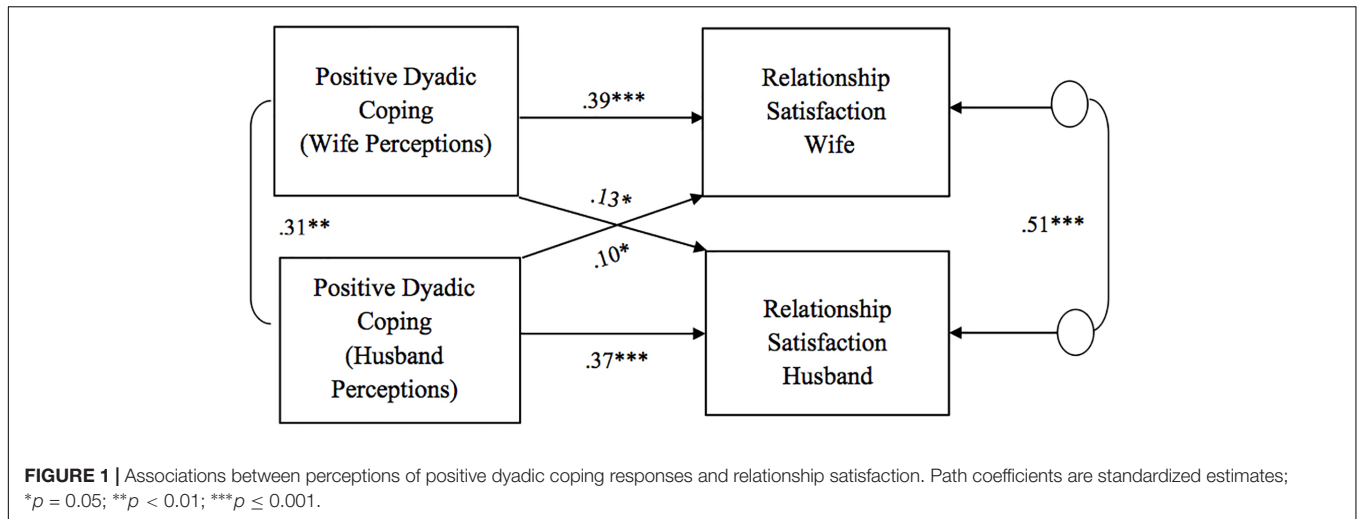 Positive Dyadic
Coping
(Wife Perceptions)
.39***
Relationship
Satisfaction
Wife
.13*
.31**
.10*
.51***
Positive Dyadic
Coping
(Husband
Perceptions)
.37***
Relationship
Satisfaction
Husband
FIGURE 1 | Associations between perceptions of positive dyadic coping responses and relationship satisfaction. Path coefficients are standardized estimates;
*p = 0.05; **p < 0.01; ***p ≤ 0.001.